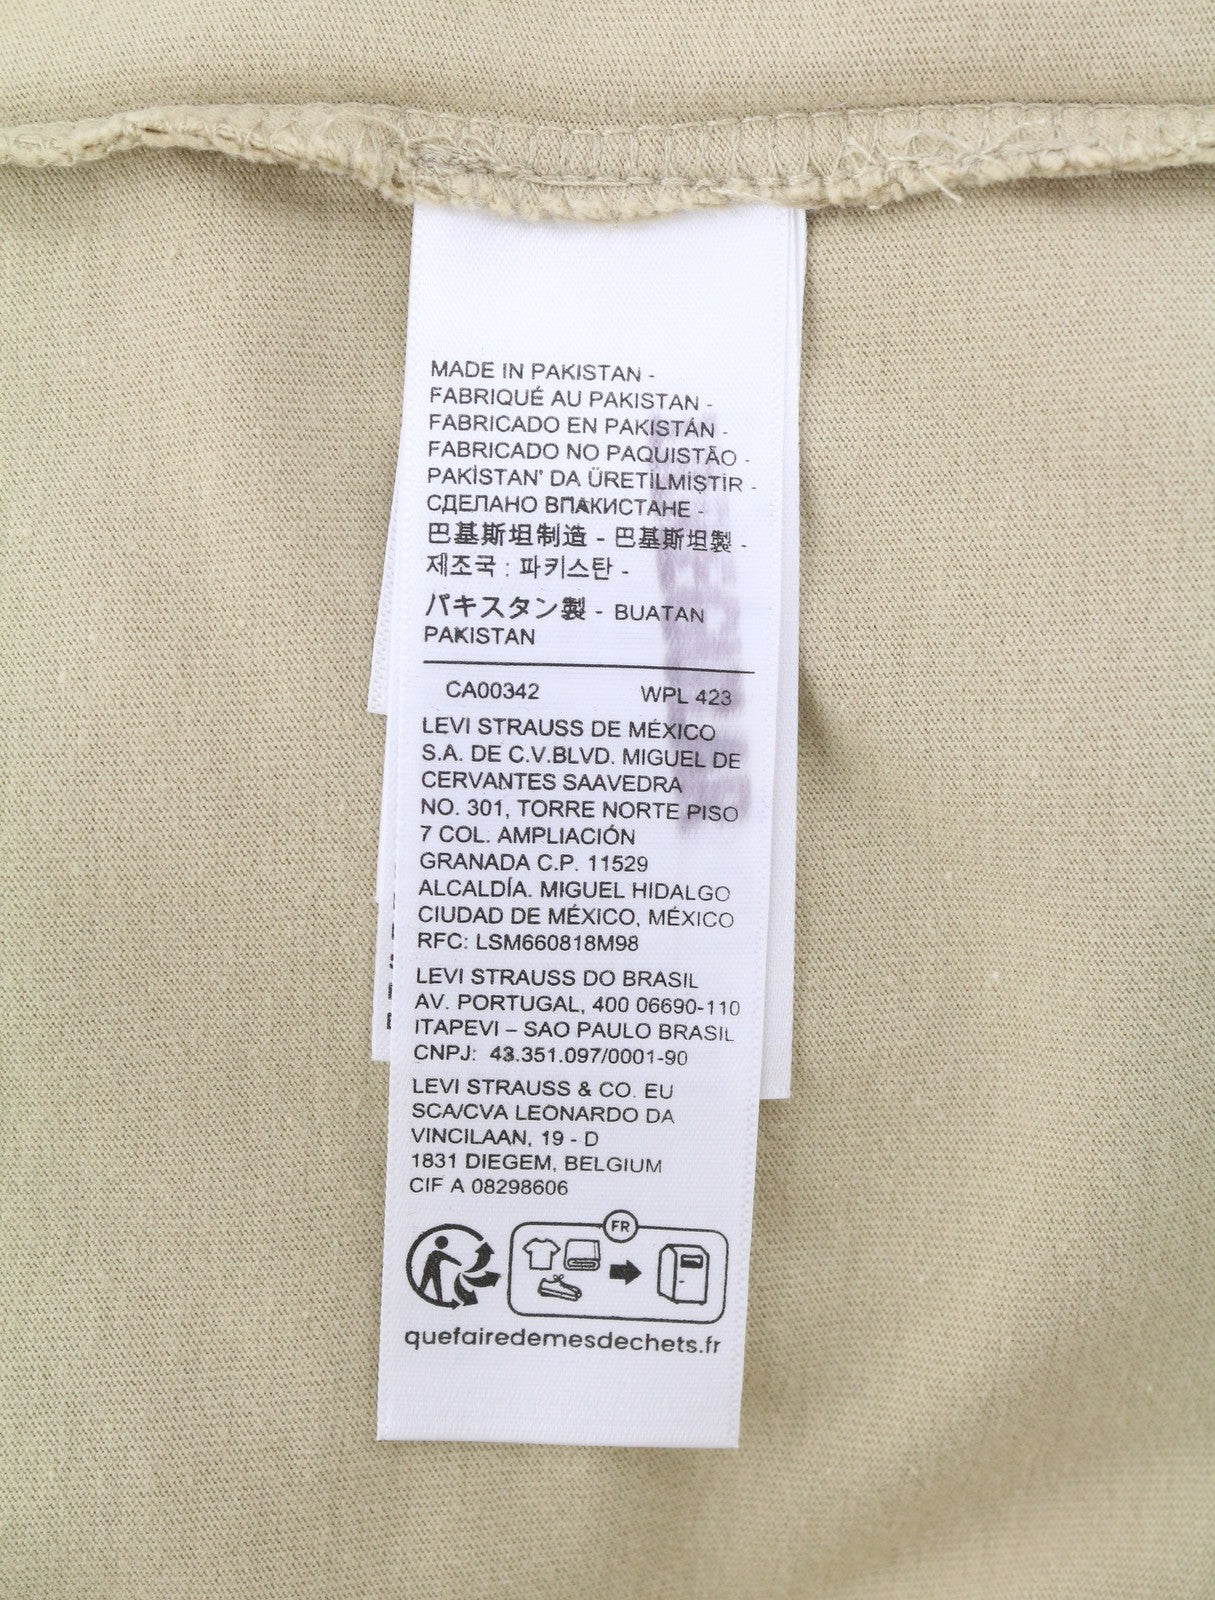 MADE IN PAKISTAN -
FABRIQUÉ AU PAKISTAN -
FABRICADO EN PAKISTÁN -
FABRICADO NO PAQUISTÃO -
PAKİSTAN' DA ÜRETİLMİŞTİR -
СДЕЛАНО ВПАКИСТАНЕ -
巴基斯坦制造 - 巴基斯坦製 -
제조국 : 파키스탄 -
パキスタン製 - BUATAN
PAKISTAN
CA00342 WPL 423
LEVI STRAUSS DE MÉXICO
S.A. DE C.V.BLVD. MIGUEL DE
CERVANTES SAAVEDRA
NO. 301, TORRE NORTE PISO
7 COL. AMPLIACIÓN
GRANADA C.P. 11529
ALCALDÍA. MIGUEL HIDALGO
CIUDAD DE MÉXICO, MÉXICO
RFC: LSM660818M98
LEVI STRAUSS DO BRASIL
AV. PORTUGAL, 400 06690-110
ITAPEVI – SAO PAULO BRASIL
CNPJ: 43.351.097/0001-90
LEVI STRAUSS & CO. EU
SCA/CVA LEONARDO DA
VINCILAAN, 19 - D
1831 DIEGEM, BELGIUM
CIF A 08298606
FR
quefairedemesdechets.fr